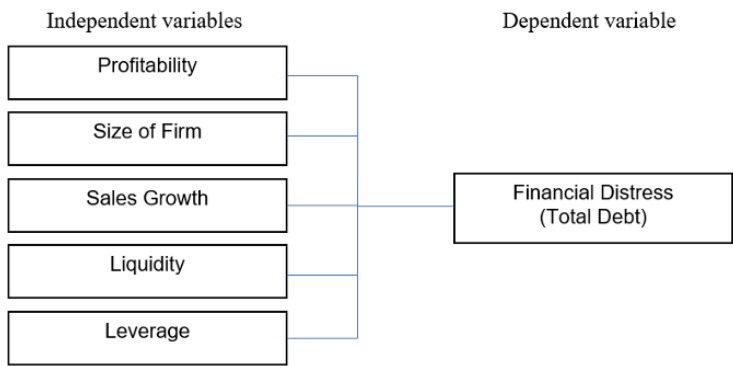 Independent variables
Dependent variable
Profitability
Size of Firm
Sales Growth
Liquidity
Leverage
Financial Distress
(Total Debt)